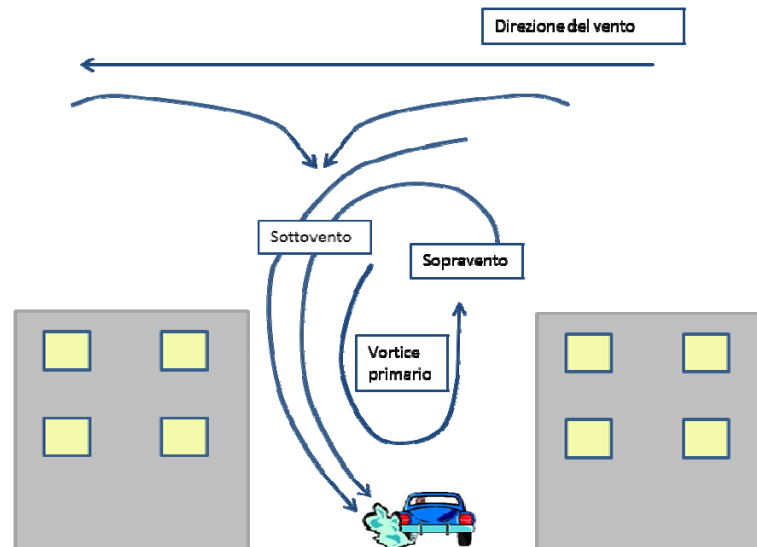 Direzione del vento
Sottovento
Sopravento
Vortice
primario